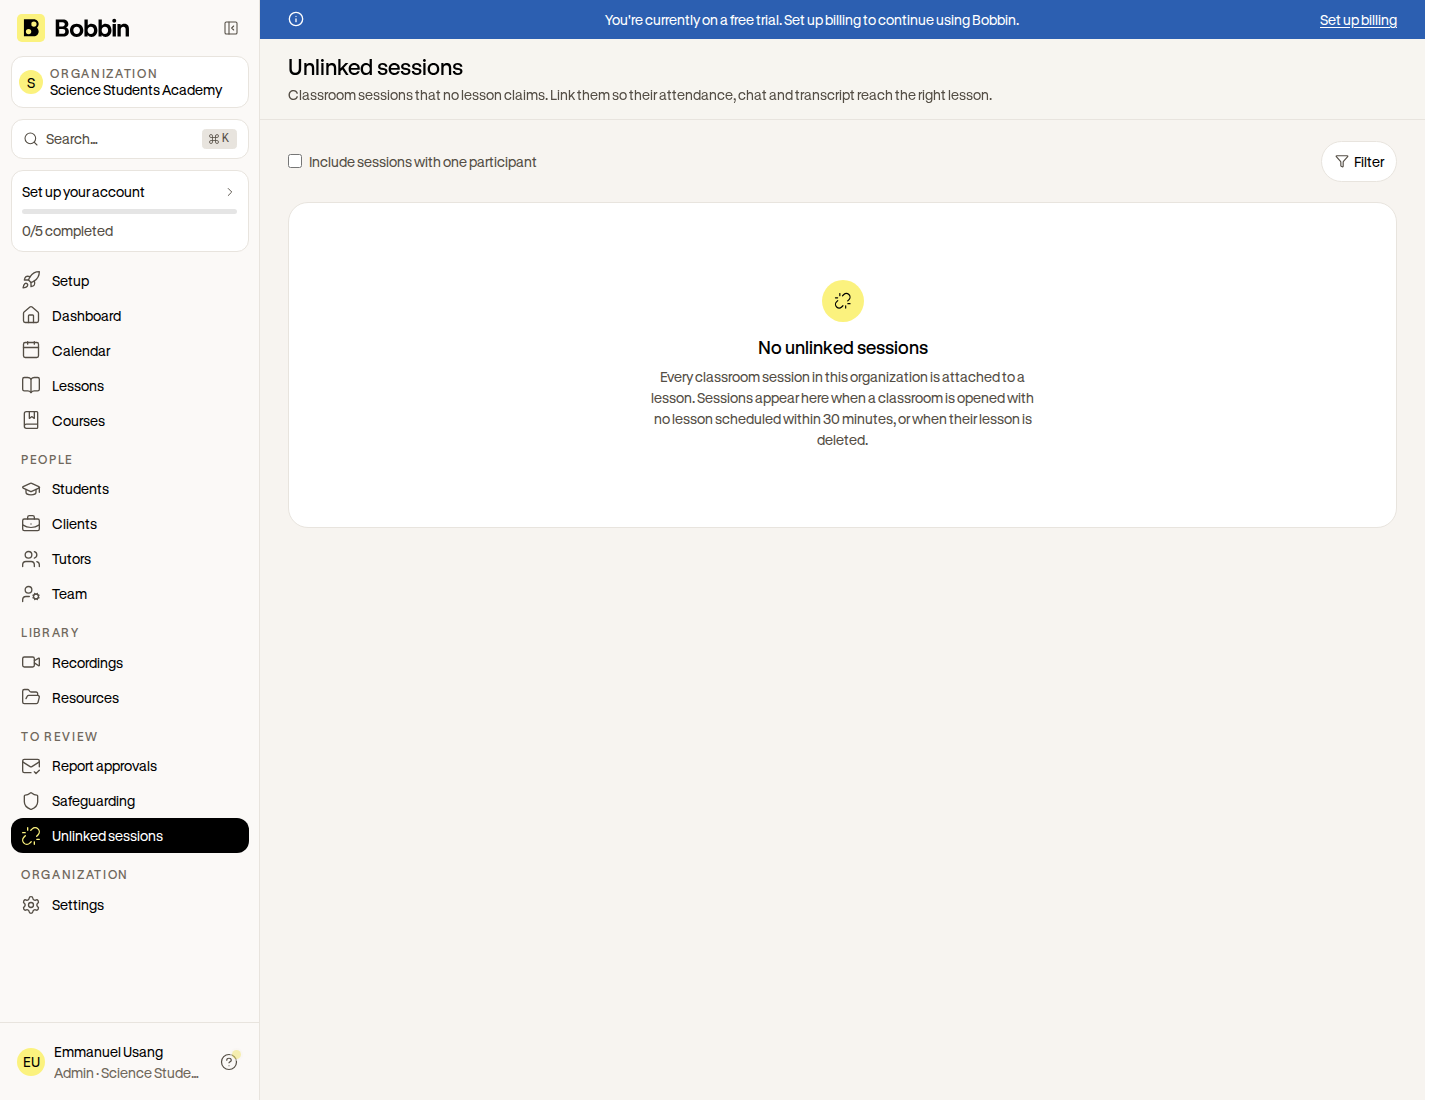 Bobbin
ORGANIZATION
S
Science Students Academy
Search...
⌘ K
Set up your account
0/5 completed
Setup
Dashboard
Calendar
Lessons
Courses
PEOPLE
Students
Clients
Tutors
Team
LIBRARY
Recordings
Resources
TO REVIEW
Report approvals
Safeguarding
Unlinked sessions
ORGANIZATION
Settings
EU
Emmanuel Usang
Admin · Science Stude...
You're currently on a free trial. Set up billing to continue using Bobbin.
Set up billing
Unlinked sessions
Classroom sessions that no lesson claims. Link them so their attendance, chat and transcript reach the right lesson.
Include sessions with one participant
Filter
No unlinked sessions
Every classroom session in this organization is attached to a
lesson. Sessions appear here when a classroom is opened with
no lesson scheduled within 30 minutes, or when their lesson is
deleted.